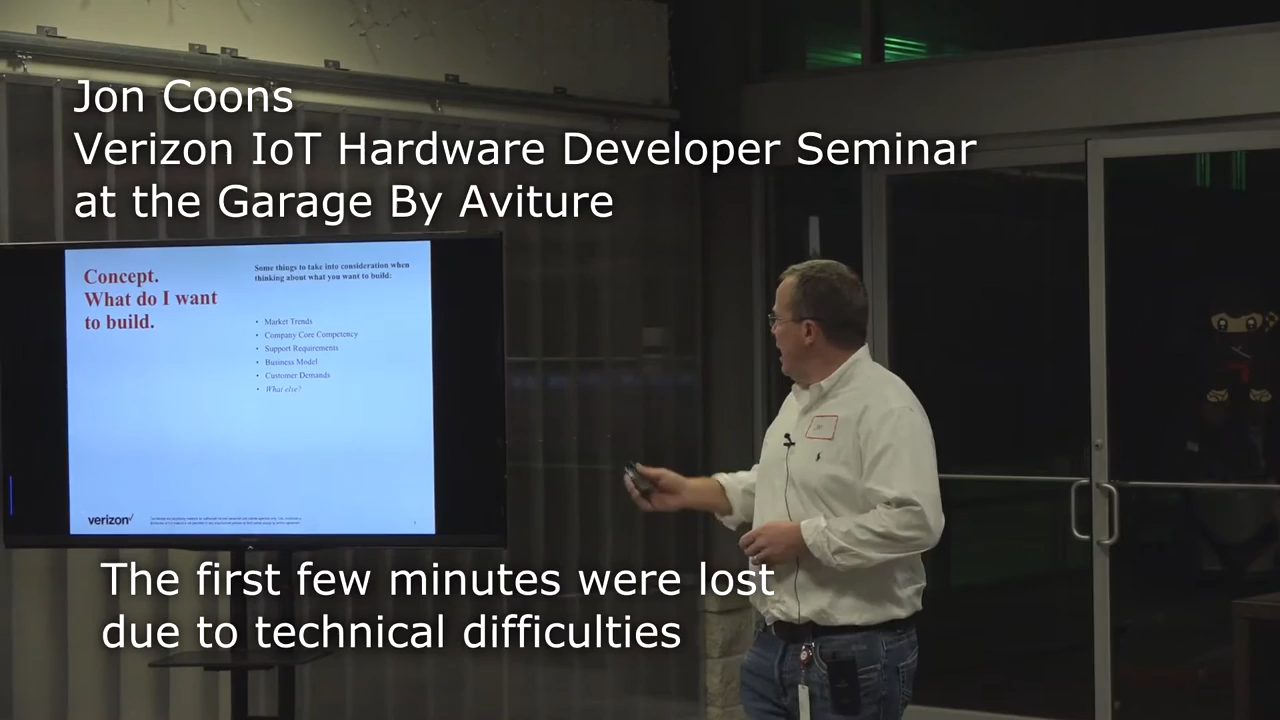 Jon Coons
Verizon IoT Hardware Developer Seminar
at the Garage By Aviture
Concept.
What do I want
to build.
Some things to take into consideration when
thinking about what you want to build:
• Market Trends
• Company Core Competency
• Support Requirements
• Business Model
• Customer Demands
• What else?
verizon✓
The first few minutes were lost
due to technical difficulties